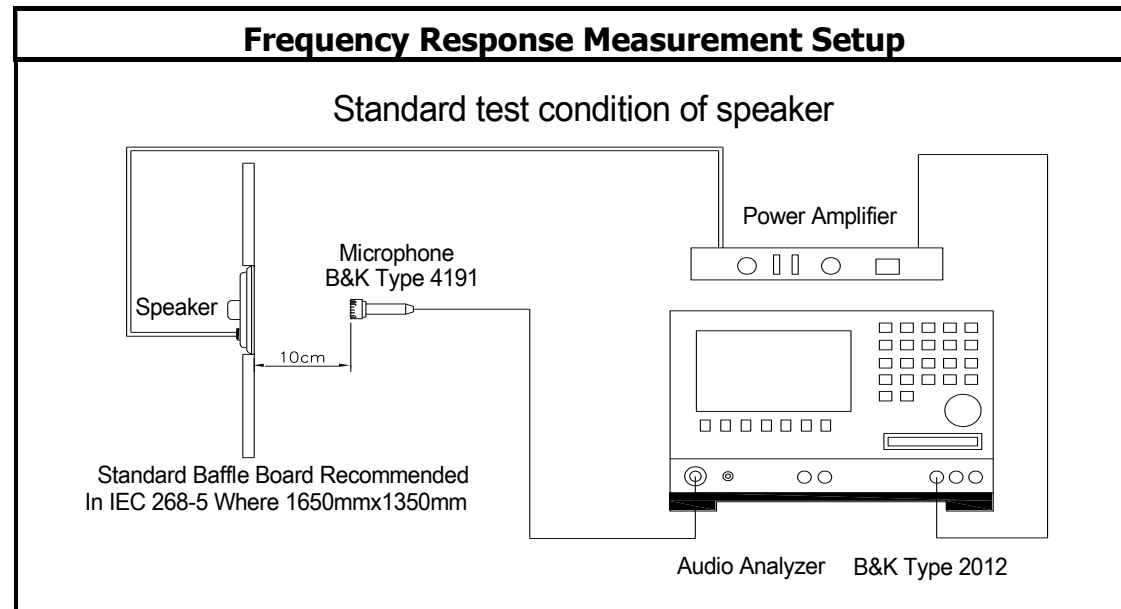 Frequency Response Measurement Setup
Standard test condition of speaker
Power Amplifier
Microphone
B&K Type 4191
Speaker
10cm
Standard Baffle Board Recommended
In IEC 268-5 Where 1650mmx1350mm
Audio Analyzer B&K Type 2012